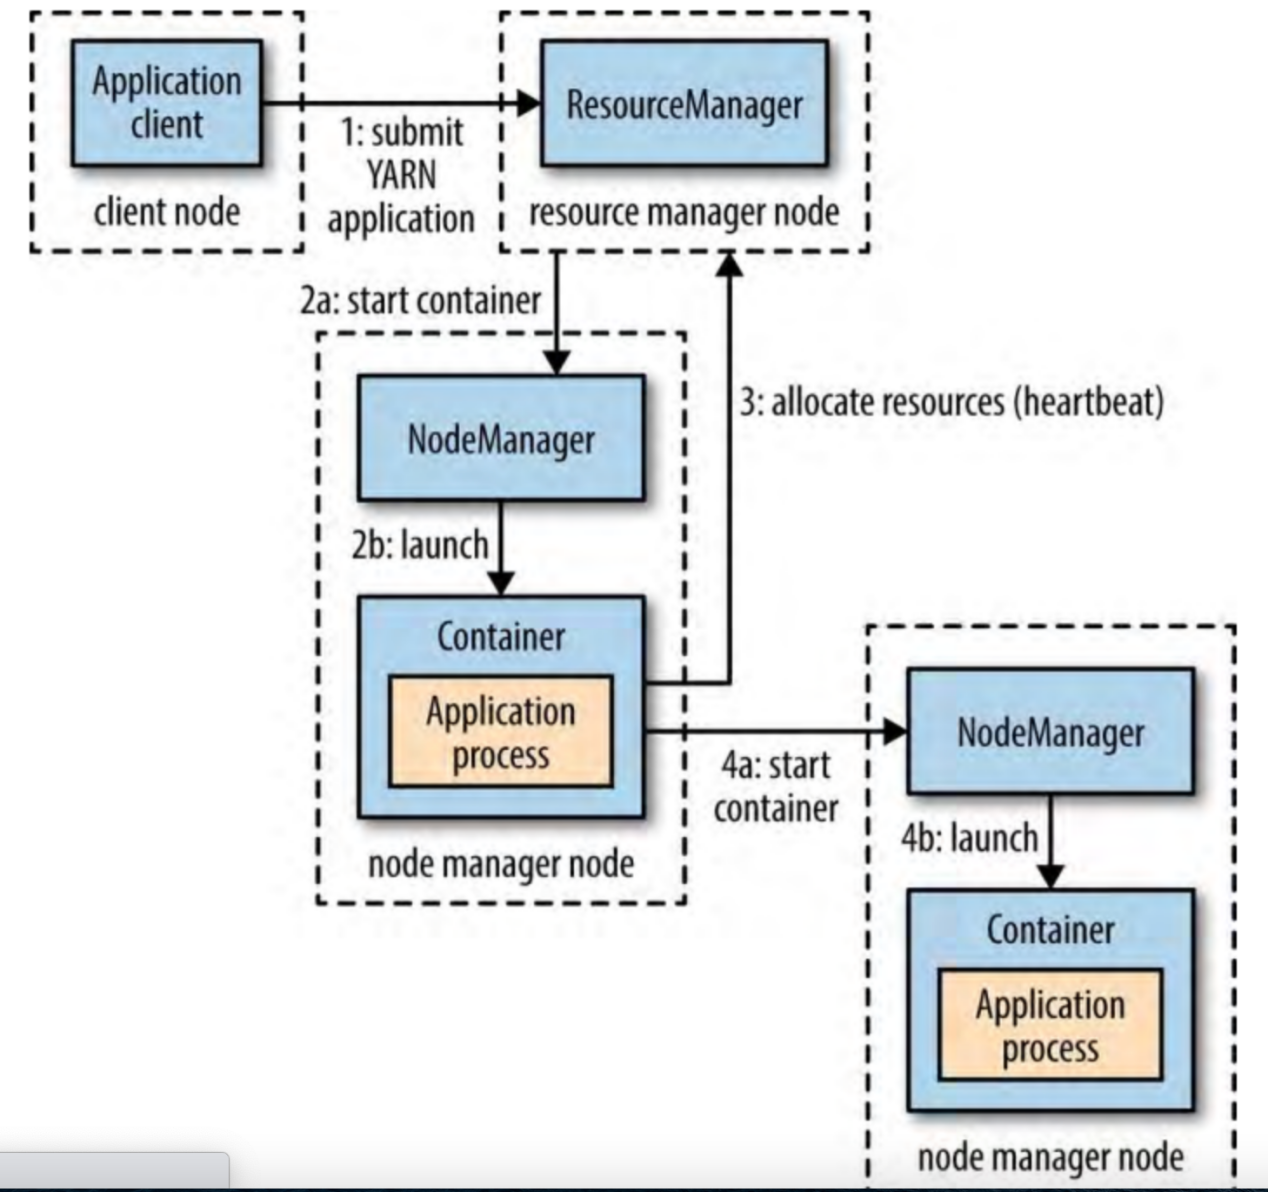 Application
client
client node
1: submit
YARN
application
ResourceManager
resource manager node
2a: start container
NodeManager
2b: launch
Container
Application
process
node manager node
3: allocate resources (heartbeat)
4a: start
container
NodeManager
4b: launch
Container
Application
process
node manager node